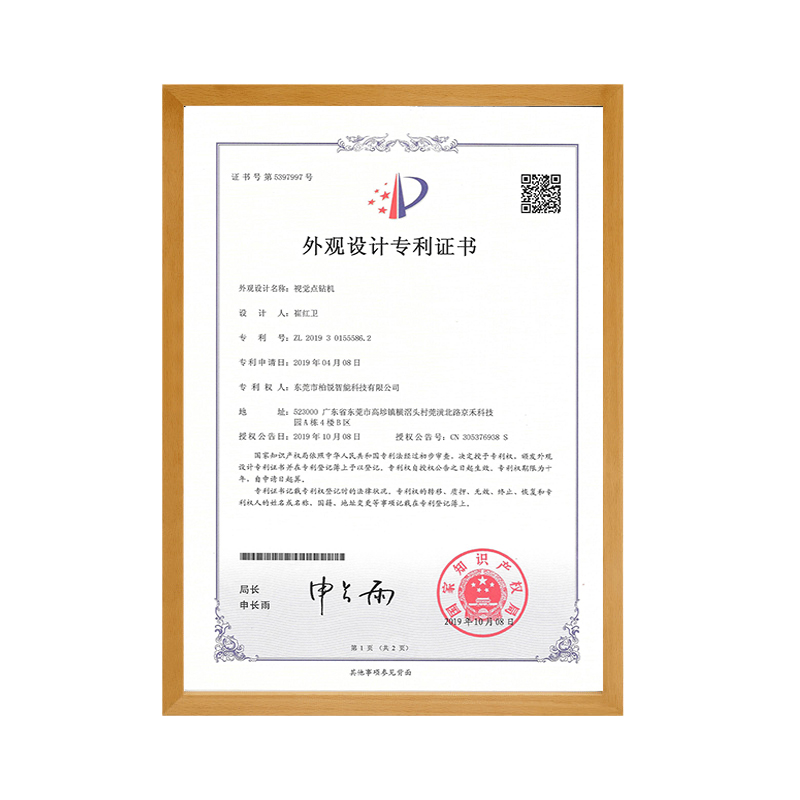 证书号第5397997号
外观设计专利证书
外观设计名称：视觉点钻机
设 计 人：崔红卫
专 利 号：ZL 2019 3 0155586.2
专利申请日：2019年04月08日
专 利 权 人：东莞市柏锐智能科技有限公司
地 址：523000 广东省东莞市高埗镇横滘头村莞潢北路京禾科技
园A栋4楼B区
授权公告日：2019年10月08日 授权公告号：CN 305376938 S
国家知识产权局依照中华人民共和国专利法经过初步审查，决定授予专利权，颁发外观
设计专利证书并在专利登记簿上予以登记。专利权自授权公告之日起生效。专利权期限为十
年，自申请日起算。
专利证书记载专利权登记时的法律状况。专利权的转移、质押、无效、终止、恢复和专
利权人的姓名或名称、国籍、地址变更等事项记载在专利登记簿上。
局长
申长雨
申长雨
国家知识产权局
2019年10月08日
第1页（共2页）
其他事项参见背面